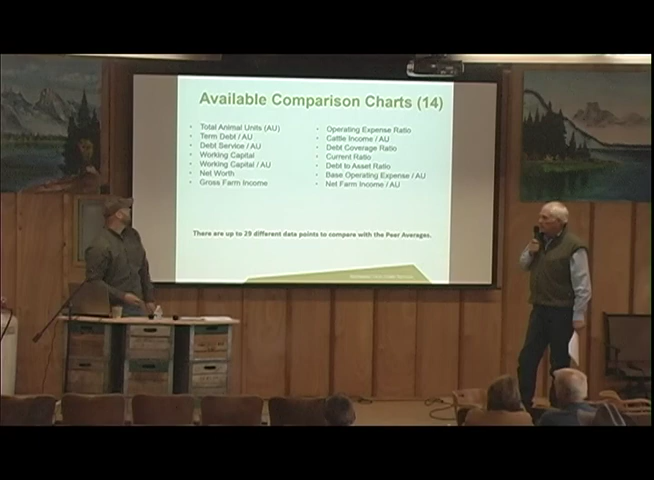 Available Comparison Charts (14)
• Total Animal Units (AU)
• Term Debt / AU
• Debt Service / AU
• Working Capital
• Working Capital / AU
• Net Worth
• Gross Farm Income
• Operating Expense Ratio
• Cattle Income / AU
• Debt Coverage Ratio
• Current Ratio
• Debt to Asset Ratio
• Base Operating Expense / AU
• Net Farm Income / AU
There are up to 29 different data points to compare with the Peer Averages.